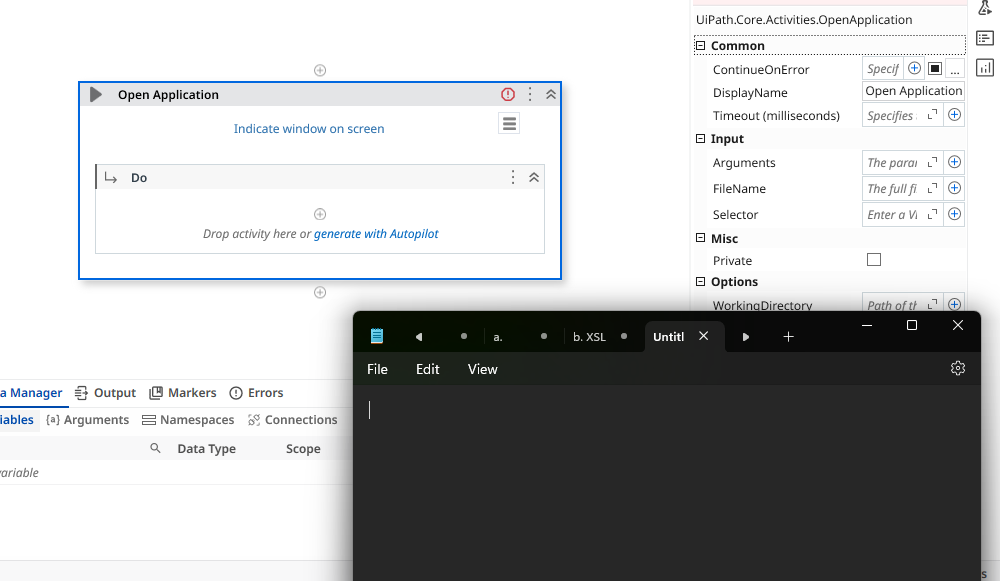 UiPath.Core.Activities.OpenApplication
Common
ContinueOnError Specif ...
DisplayName Open Application
Timeout (milliseconds) Specifies
Input
Arguments The parar
FileName The full fi
Selector Enter a VI
Misc
Private
Options
WorkingDirectory Path of th
Open Application
Indicate window on screen
Do
Drop activity here or generate with Autopilot
a Manager Output Markers Errors
iables {a} Arguments Namespaces Connections
Data Type Scope
variable
a. b. XSL Untitl
File Edit View
s